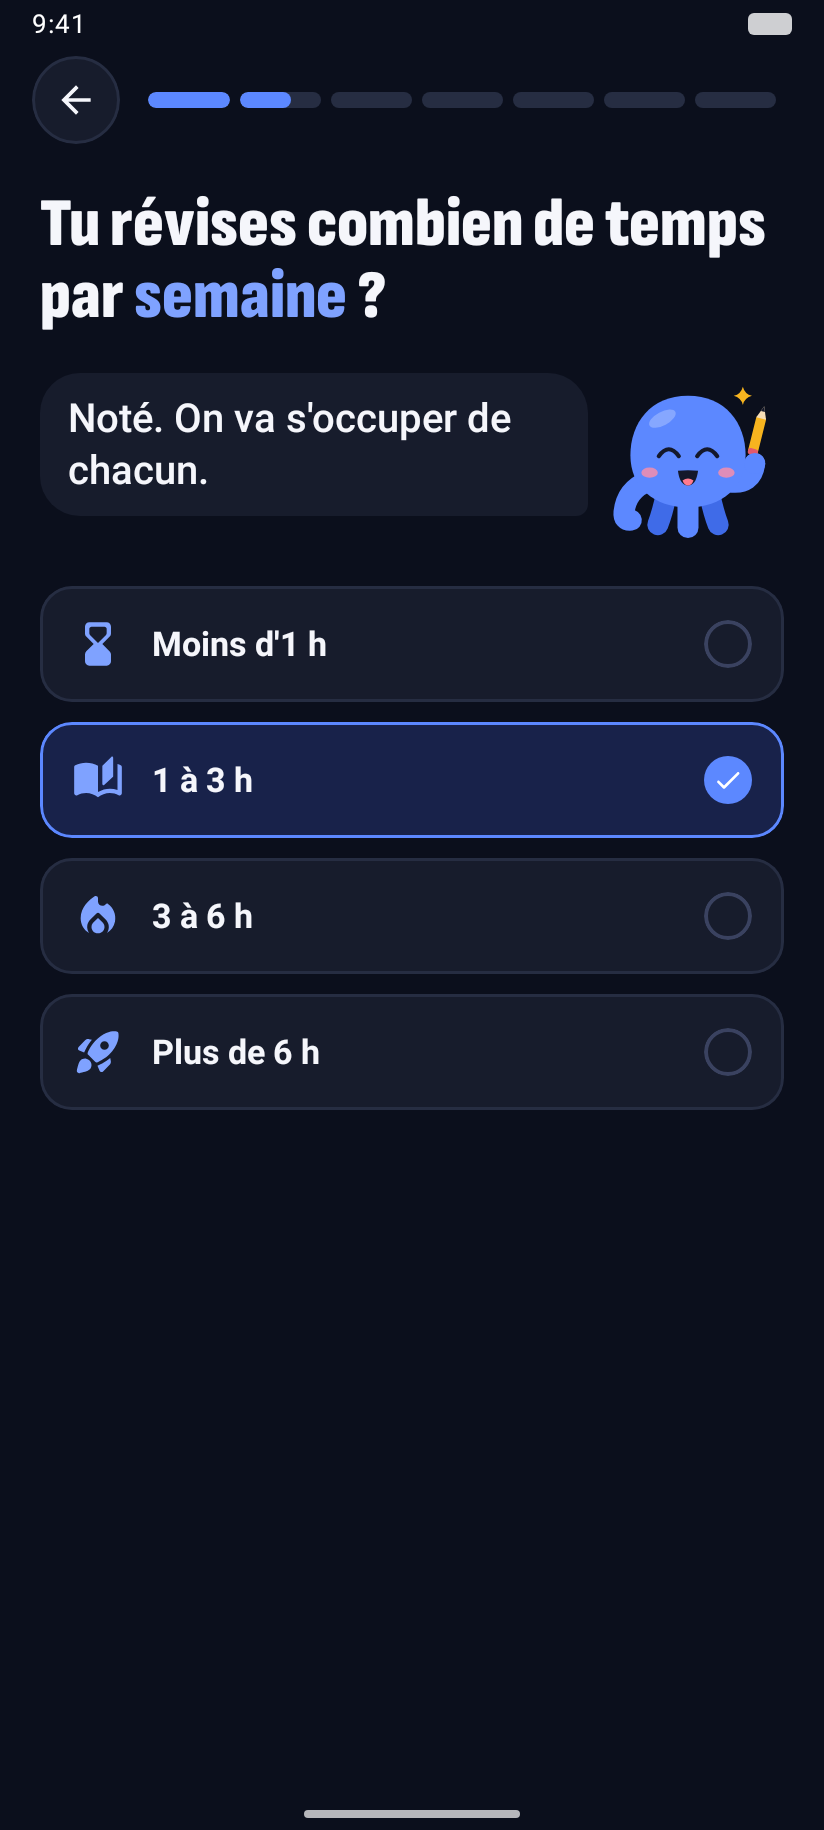 9:41
Tu révises combien de temps
par semaine ?
Noté. On va s'occuper de
chacun.
Moins d'1 h
1 à 3 h
3 à 6 h
Plus de 6 h